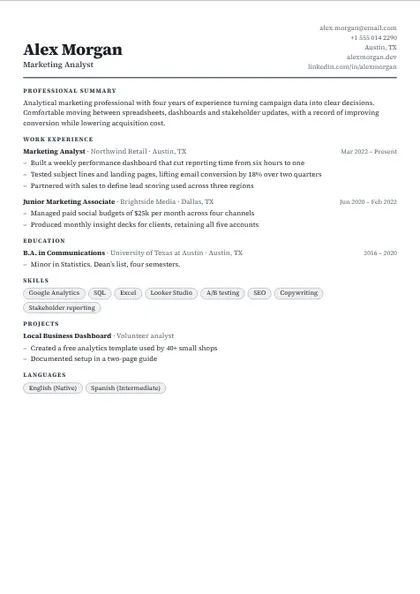 alex.morgan@email.com
+1 555 014 2290
Austin, TX
alexmorgan.dev
linkedin.com/in/alexmorgan
Alex Morgan
Marketing Analyst
PROFESSIONAL SUMMARY
Analytical marketing professional with four years of experience turning campaign data into clear decisions.
Comfortable moving between spreadsheets, dashboards and stakeholder updates, with a record of improving
conversion while lowering acquisition cost.
WORK EXPERIENCE
Marketing Analyst · Northwind Retail · Austin, TX Mar 2022 – Present
– Built a weekly performance dashboard that cut reporting time from six hours to one
– Tested subject lines and landing pages, lifting email conversion by 18% over two quarters
– Partnered with sales to define lead scoring used across three regions
Junior Marketing Associate · Brightside Media · Dallas, TX Jun 2020 – Feb 2022
– Managed paid social budgets of $25k per month across four channels
– Produced monthly insight decks for clients, retaining all five accounts
EDUCATION
B.A. in Communications · University of Texas at Austin · Austin, TX 2016 – 2020
– Minor in Statistics. Dean's list, four semesters.
SKILLS
Google Analytics SQL Excel Looker Studio A/B testing SEO Copywriting
Stakeholder reporting
PROJECTS
Local Business Dashboard · Volunteer analyst
– Created a free analytics template used by 40+ small shops
– Documented setup in a two-page guide
LANGUAGES
English (Native) Spanish (Intermediate)